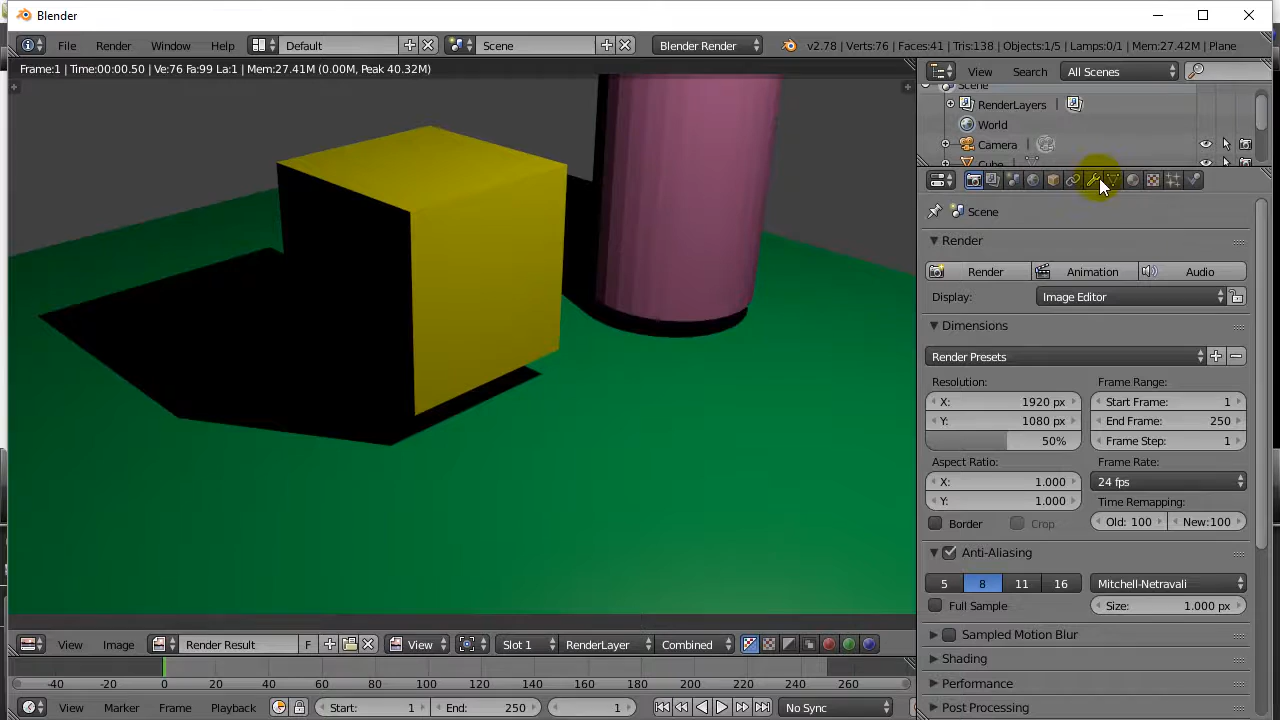 Blender
File Render Window Help Default Scene Blender Render v2.78 | Verts:76 | Faces:41 | Tris:138 | Objects:1/5 | Lamps:0/1 | Mem:27.42M | Plane
Frame:1 | Time:00:00.50 | Ve:76 Fa:99 La:1 | Mem:27.41M (0.00M, Peak 40.32M)
View Search All Scenes
Scene
RenderLayers
World
Camera
Cube
Scene
Render
Render Animation Audio
Display: Image Editor
Dimensions
Render Presets
Resolution: Frame Range:
X: 1920 px Start Frame: 1
Y: 1080 px End Frame: 250
50% Frame Step: 1
Aspect Ratio: Frame Rate:
X: 1.000 24 fps
Y: 1.000 Time Remapping:
Border Crop Old: 100 New:100
Anti-Aliasing
5 8 11 16 Mitchell-Netravali
Full Sample Size: 1.000 px
Sampled Motion Blur
Shading
Performance
Post Processing
View Image Render Result F View Slot 1 RenderLayer Combined
-40 -20 0 20 40 60 80 100 120 140 160 180 200 220 240 260
View Marker Frame Playback Start: 1 End: 250 1 No Sync